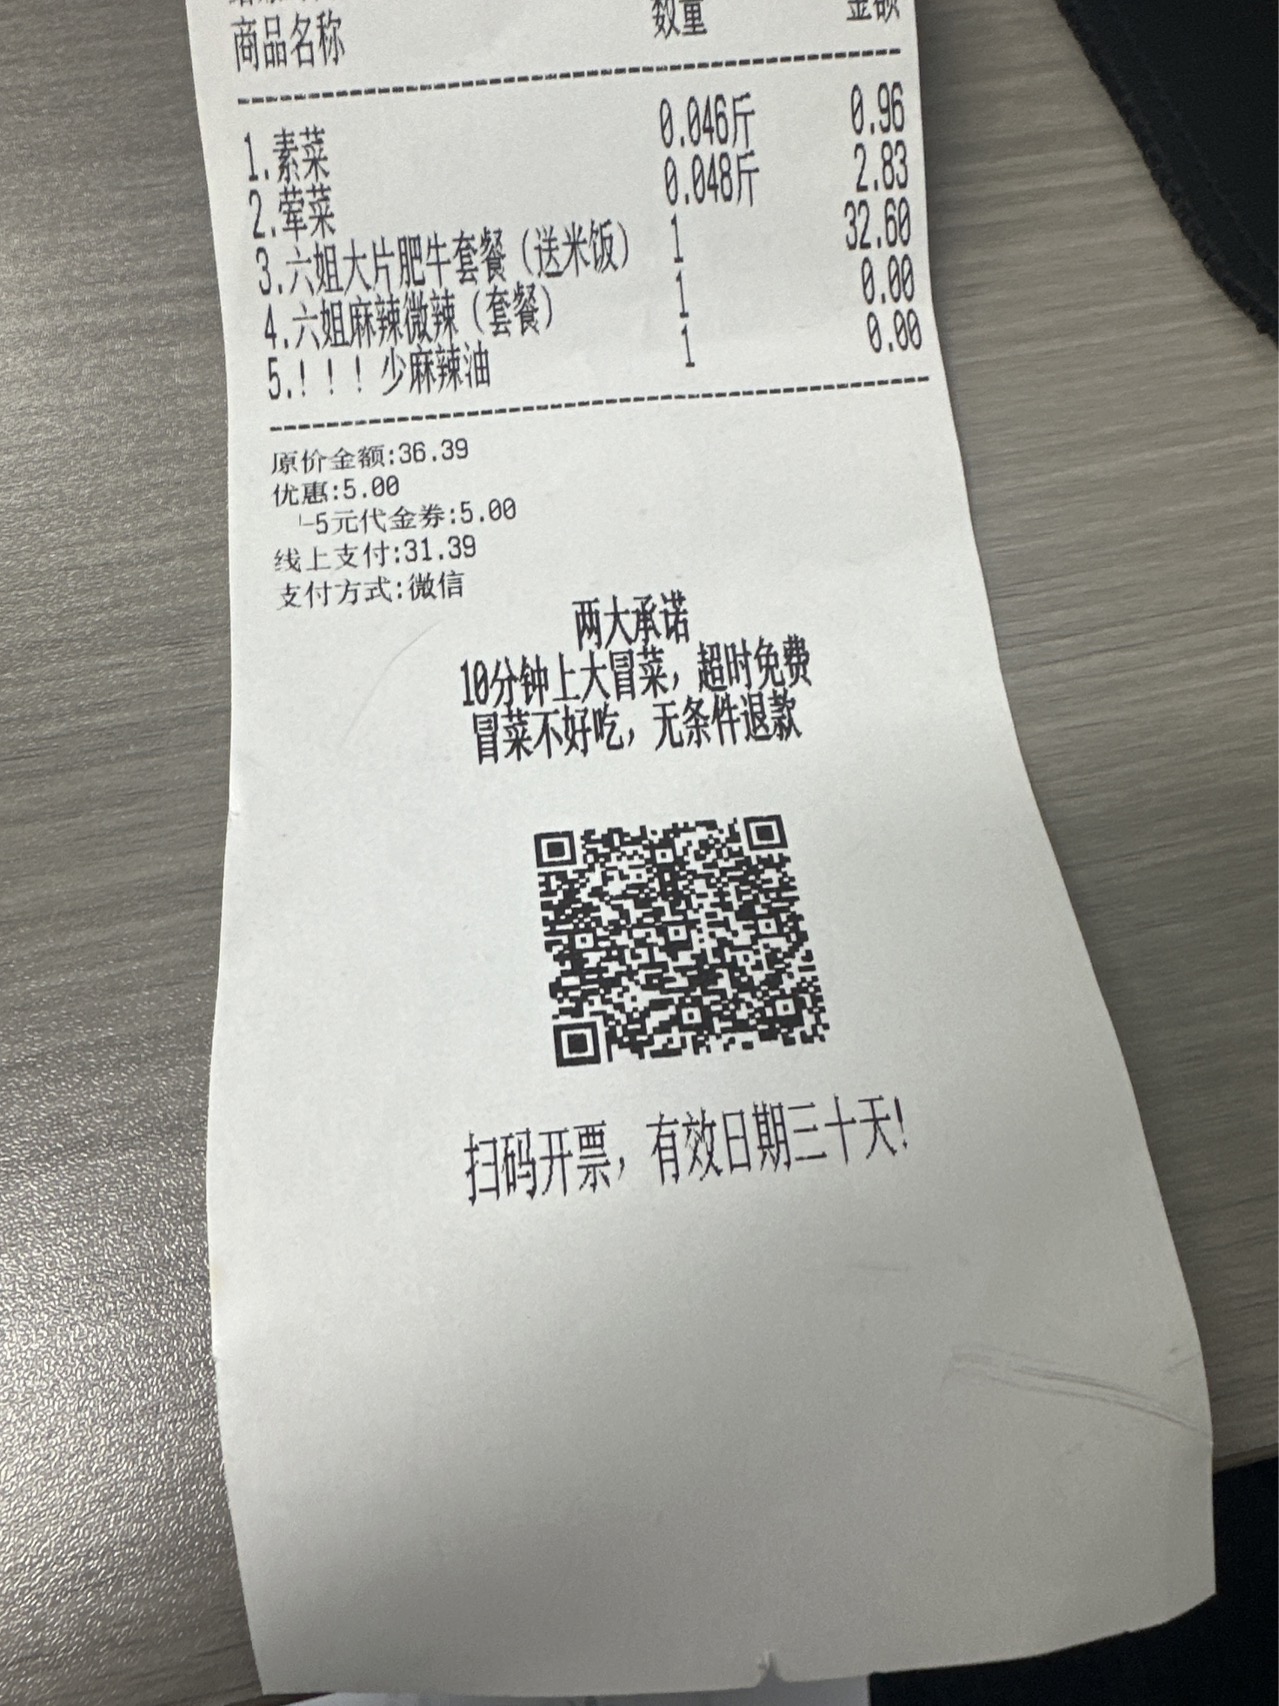 商品名称 数量 金额
1.素菜 0.046斤 0.96
2.荤菜 0.048斤 2.83
3.六姐大片肥牛套餐（送米饭） 1 32.60
4.六姐麻辣微辣（套餐） 1 0.00
5.！！！少麻辣油 1 0.00
原价金额:36.39
优惠:5.00
└5元代金券:5.00
线上支付:31.39
支付方式:微信
两大承诺
10分钟上大冒菜，超时免费
冒菜不好吃，无条件退款
扫码开票，有效日期三十天!